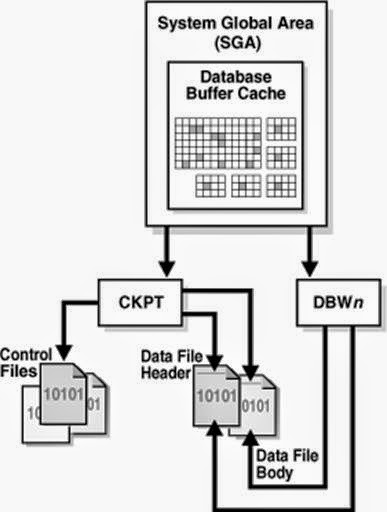 System Global Area
(SGA)
Database
Buffer Cache
CKPT
DBWn
Control
Files
Data File
Header
10101
10
01
10101
0101
Data File
Body